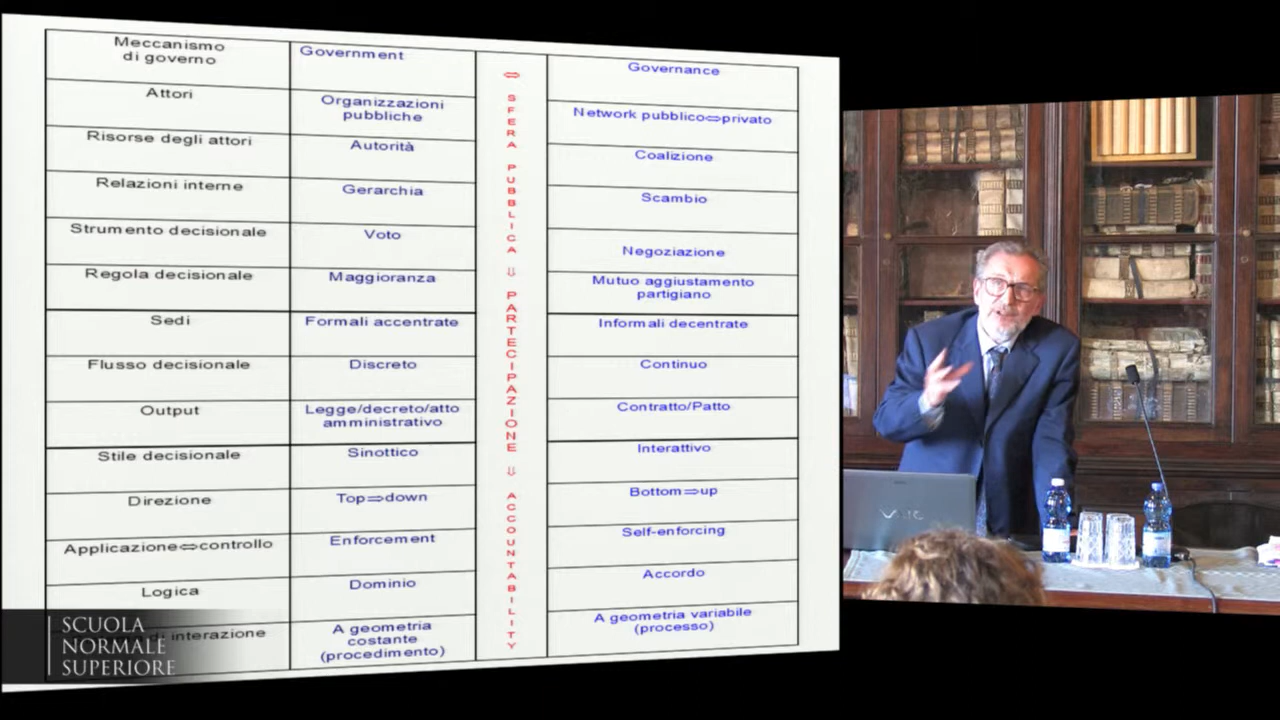 Meccanismo
di governo
Government
Governance
Attori
Organizzazioni
pubbliche
Network pubblico⇔privato
Risorse degli attori
Autorità
Coalizione
Relazioni interne
Gerarchia
Scambio
Strumento decisionale
Voto
Negoziazione
Regola decisionale
Maggioranza
Mutuo aggiustamento
partigiano
Sedi
Formali accentrate
Informali decentrate
Flusso decisionale
Discreto
Continuo
Output
Legge/decreto/atto
amministrativo
Contratto/Patto
Stile decisionale
Sinottico
Interattivo
Direzione
Top⇒down
Bottom⇒up
Applicazione⇔controllo
Enforcement
Self-enforcing
Logica
Dominio
Accordo
di interazione
A geometria
costante
(procedimento)
A geometria variabile
(processo)
⇔ SFERA PUBBLICA ⇓ PARTECIPAZIONE ⇓ ACCOUNTABILITY
SCUOLA
NORMALE
SUPERIORE
VAIO